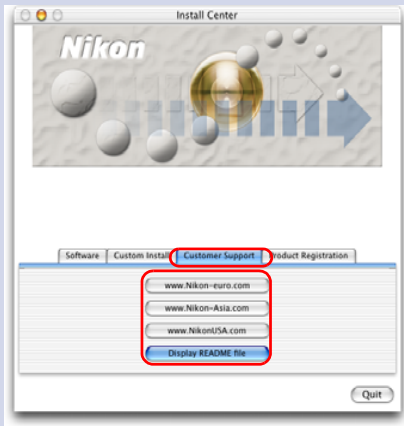 Install Center
Nikon
Software Custom Install Customer Support Product Registration
www.Nikon-euro.com
www.Nikon-Asia.com
www.NikonUSA.com
Display README file
Quit